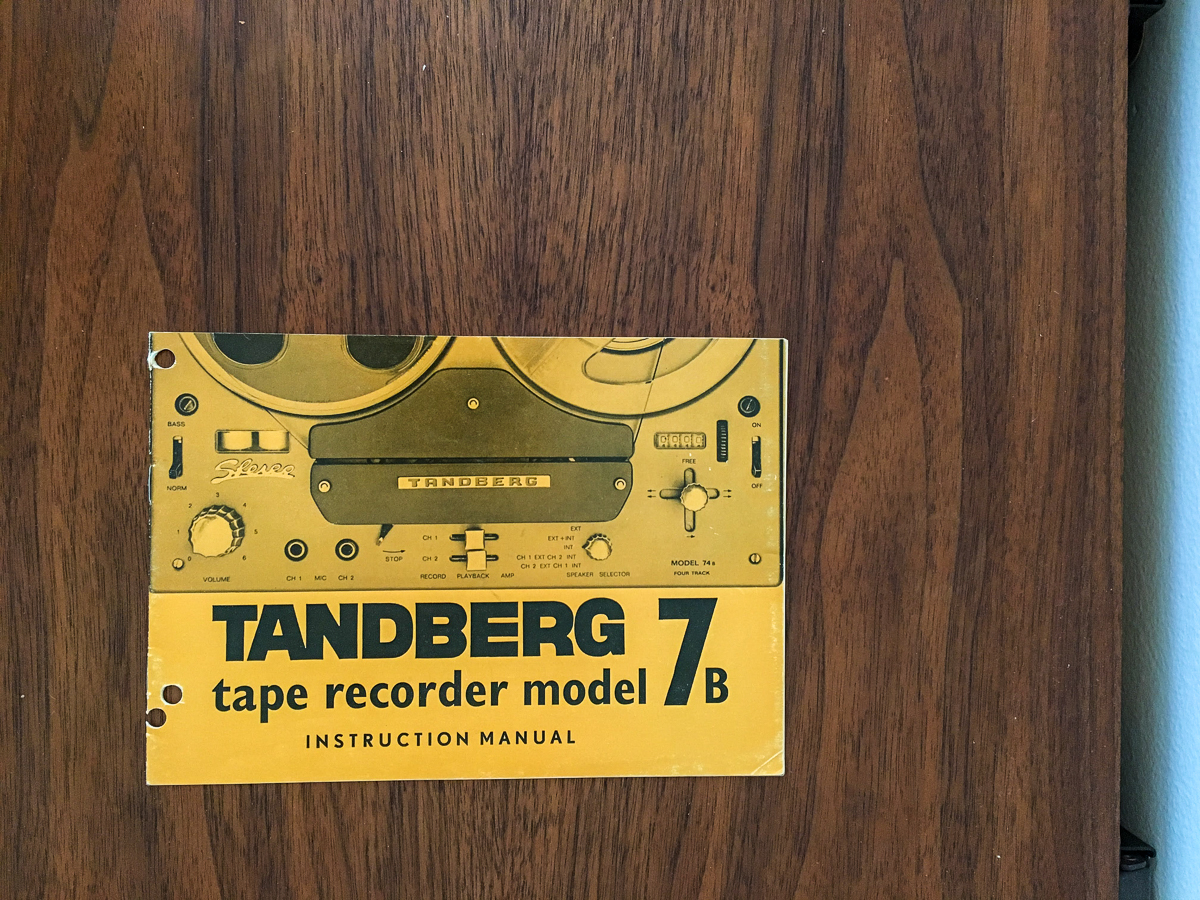 BASS
ON
Stereo
FREE
TANDBERG
NORM
OFF
3
2 4
1 5
0 6
VOLUME
CH 1 MIC CH 2
STOP
CH 1
CH 2
RECORD PLAYBACK AMP
EXT
EXT + INT
INT
CH 1 EXT CH 2 INT
CH 2 EXT CH 1 INT
SPEAKER SELECTOR
MODEL 74 B
FOUR TRACK
TANDBERG 7B
tape recorder model
INSTRUCTION MANUAL